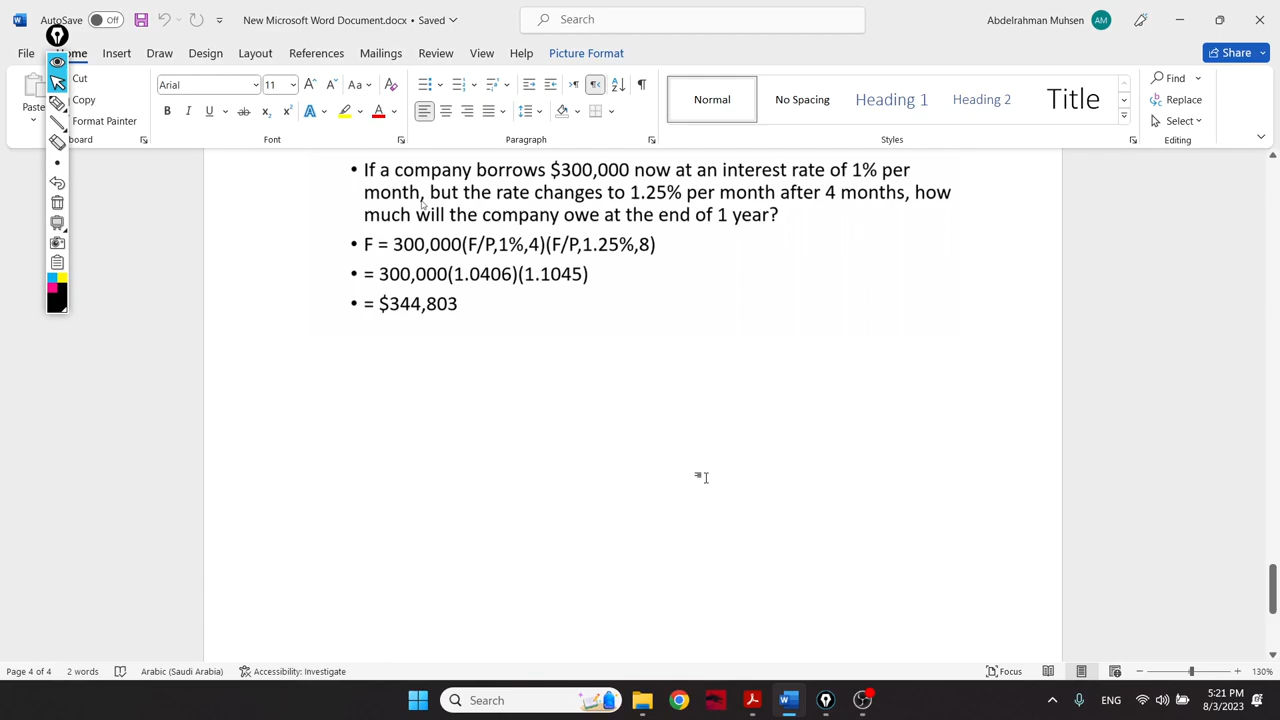 AutoSave Off New Microsoft Word Document.docx • Saved Search Abdelrahman Muhsen AM
File Home Insert Draw Design Layout References Mailings Review View Help Picture Format Share
Paste Cut Copy Format Painter
Arial 11 Aa
B I U ab x₂ x² A A
Normal No Spacing Heading 1 Heading 2 Title
Find Replace Select
board Font Paragraph Styles Editing
• If a company borrows $300,000 now at an interest rate of 1% per
month, but the rate changes to 1.25% per month after 4 months, how
much will the company owe at the end of 1 year?
• F = 300,000(F/P,1%,4)(F/P,1.25%,8)
• = 300,000(1.0406)(1.1045)
• = $344,803
Page 4 of 4 2 words Arabic (Saudi Arabia) Accessibility: Investigate Focus 130%
Search ENG 5:21 PM
8/3/2023